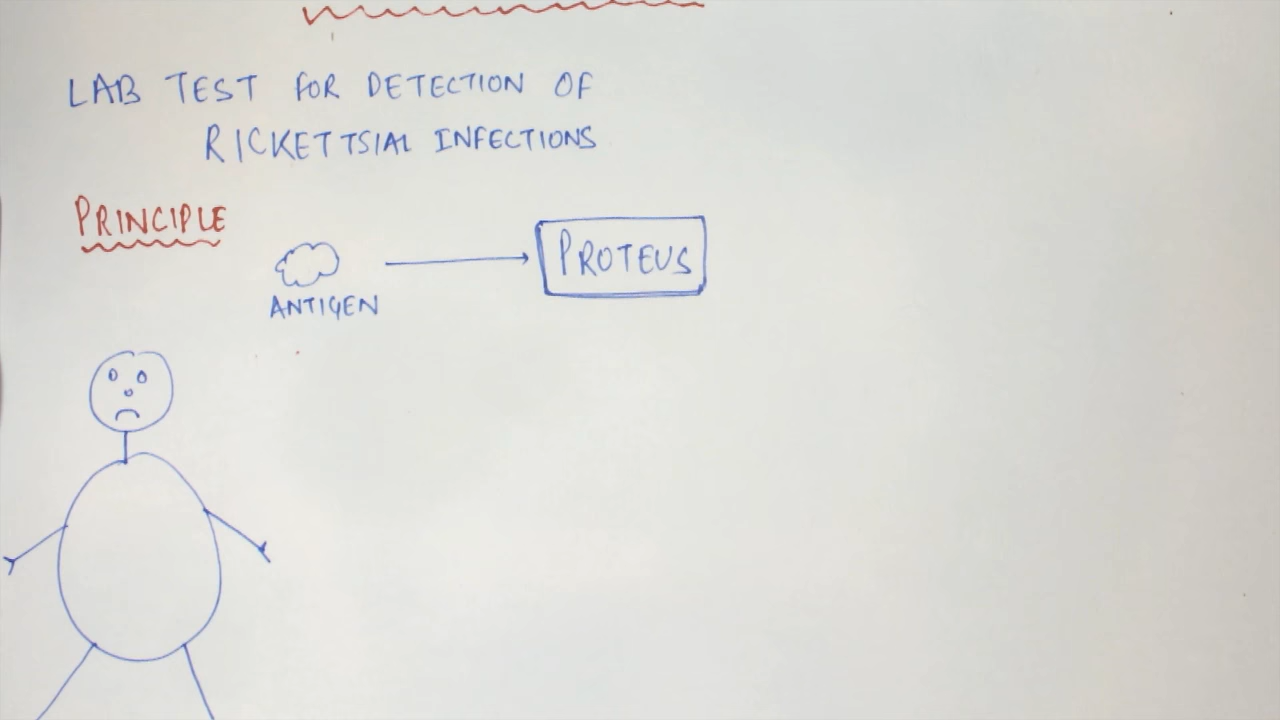 LAB TEST FOR DETECTION OF
RICKETTSIAL INFECTIONS
PRINCIPLE
PROTEUS
ANTIGEN